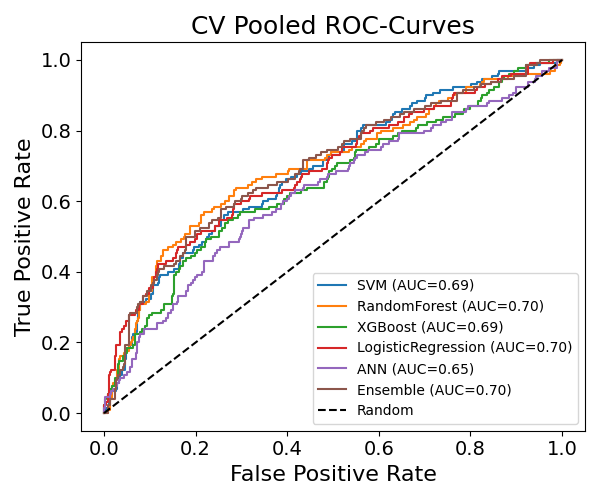 CV Pooled ROC-Curves
True Positive Rate
1.0
0.8
0.6
0.4
0.2
0.0
SVM (AUC=0.69)
RandomForest (AUC=0.70)
XGBoost (AUC=0.69)
LogisticRegression (AUC=0.70)
ANN (AUC=0.65)
Ensemble (AUC=0.70)
Random
0.0 0.2 0.4 0.6 0.8 1.0
False Positive Rate